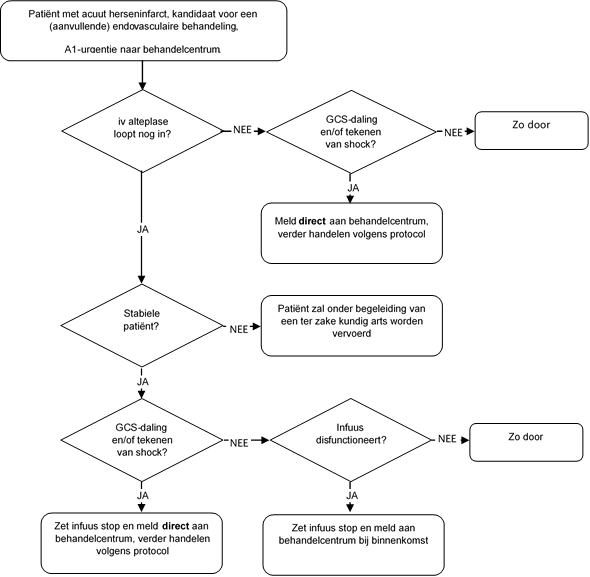 Patiënt met acuut herseninfarct, kandidaat voor een
(aanvullende) endovasculaire behandeling.
A1-urgentie naar behandelcentrum.
iv alteplase
loopt nog in?
NEE
GCS-daling
en/of tekenen
van shock?
NEE
Zo door
JA
Meld direct aan behandelcentrum,
verder handelen volgens protocol
JA
Stabiele
patiënt?
NEE
Patiënt zal onder begeleiding van
een ter zake kundig arts worden
vervoerd
JA
GCS-daling
en/of tekenen
van shock?
NEE
Infuus
disfunctioneert?
NEE
Zo door
JA
JA
Zet infuus stop en meld direct aan
behandelcentrum, verder handelen
volgens protocol
Zet infuus stop en meld aan
behandelcentrum bij binnenkomst